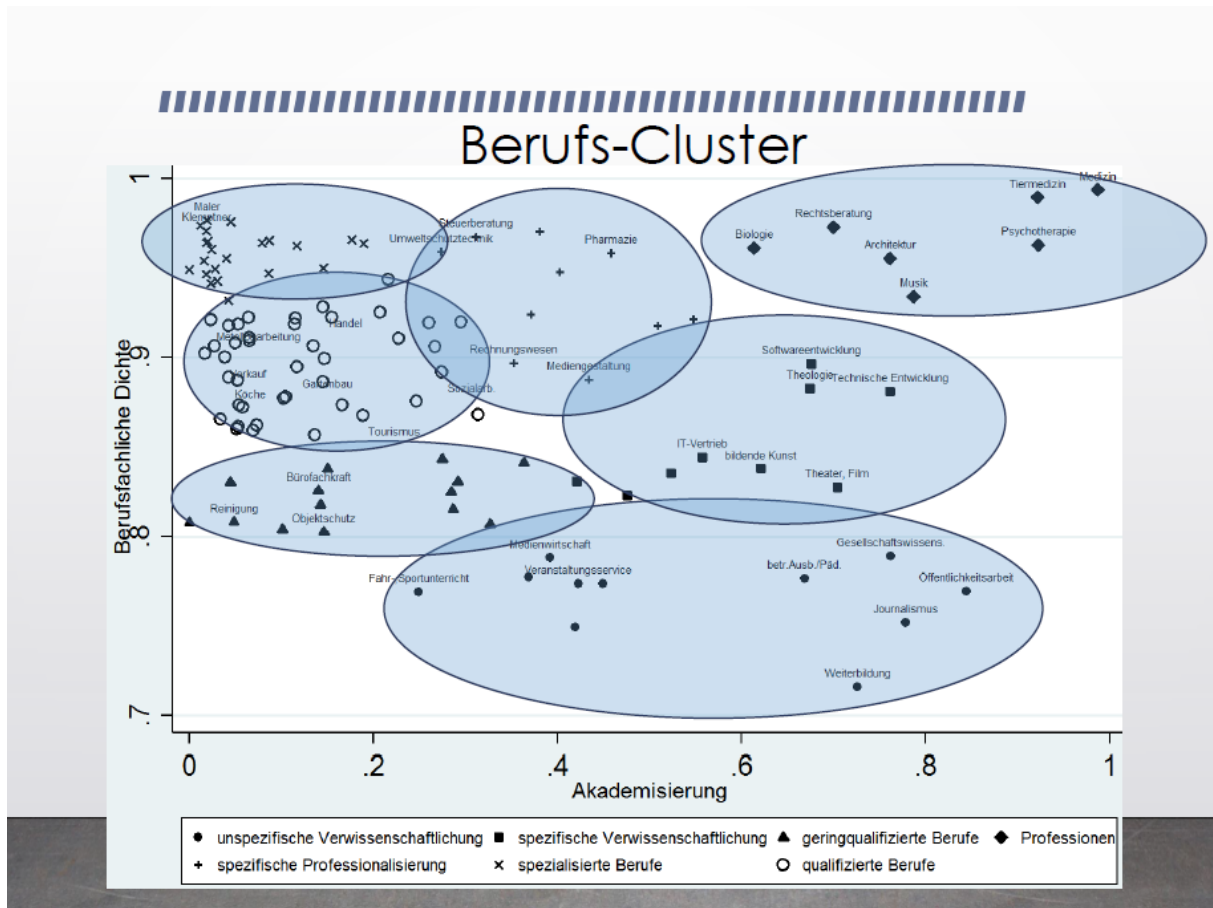 Berufs-Cluster
Berufsfachliche Dichte
1
.9
.8
.7
Maler
Klemptner
Steuerberatung
Umweltschutztechnik
Pharmazie
Medizin
Tiermedizin
Rechtsberatung
Psychotherapie
Biologie
Architektur
Musik
Handel
Metallbearbeitung
Rechnungswesen
Mediengestaltung
Verkauf
Gartenbau
Köche
Sozialarb.
Tourismus
Softwareentwicklung
Theologie
Technische Entwicklung
IT-Vertrieb
bildende Kunst
Theater, Film
Bürofachkraft
Reinigung
Objektschutz
Medienwirtschaft
Gesellschaftswissens.
Fahr- Sportunterricht
Veranstaltungsservice
betr.Ausb./Päd.
Öffentlichkeitsarbeit
Journalismus
Weiterbildung
0 .2 .4 .6 .8 1
Akademisierung
unspezifische Verwissenschaftlichung spezifische Verwissenschaftlichung geringqualifizierte Berufe Professionen
spezifische Professionalisierung spezialisierte Berufe qualifizierte Berufe